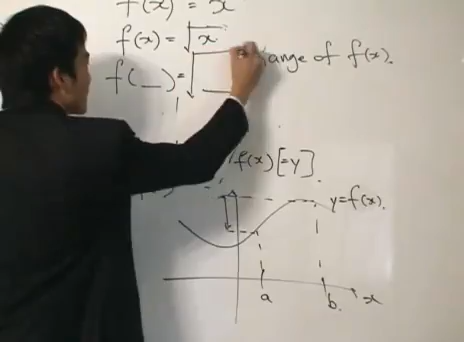 f(x) = x
f(x) = √x
f(_) = √_ range of f(x).
f(x) [=y]
y=f(x).
a b. x